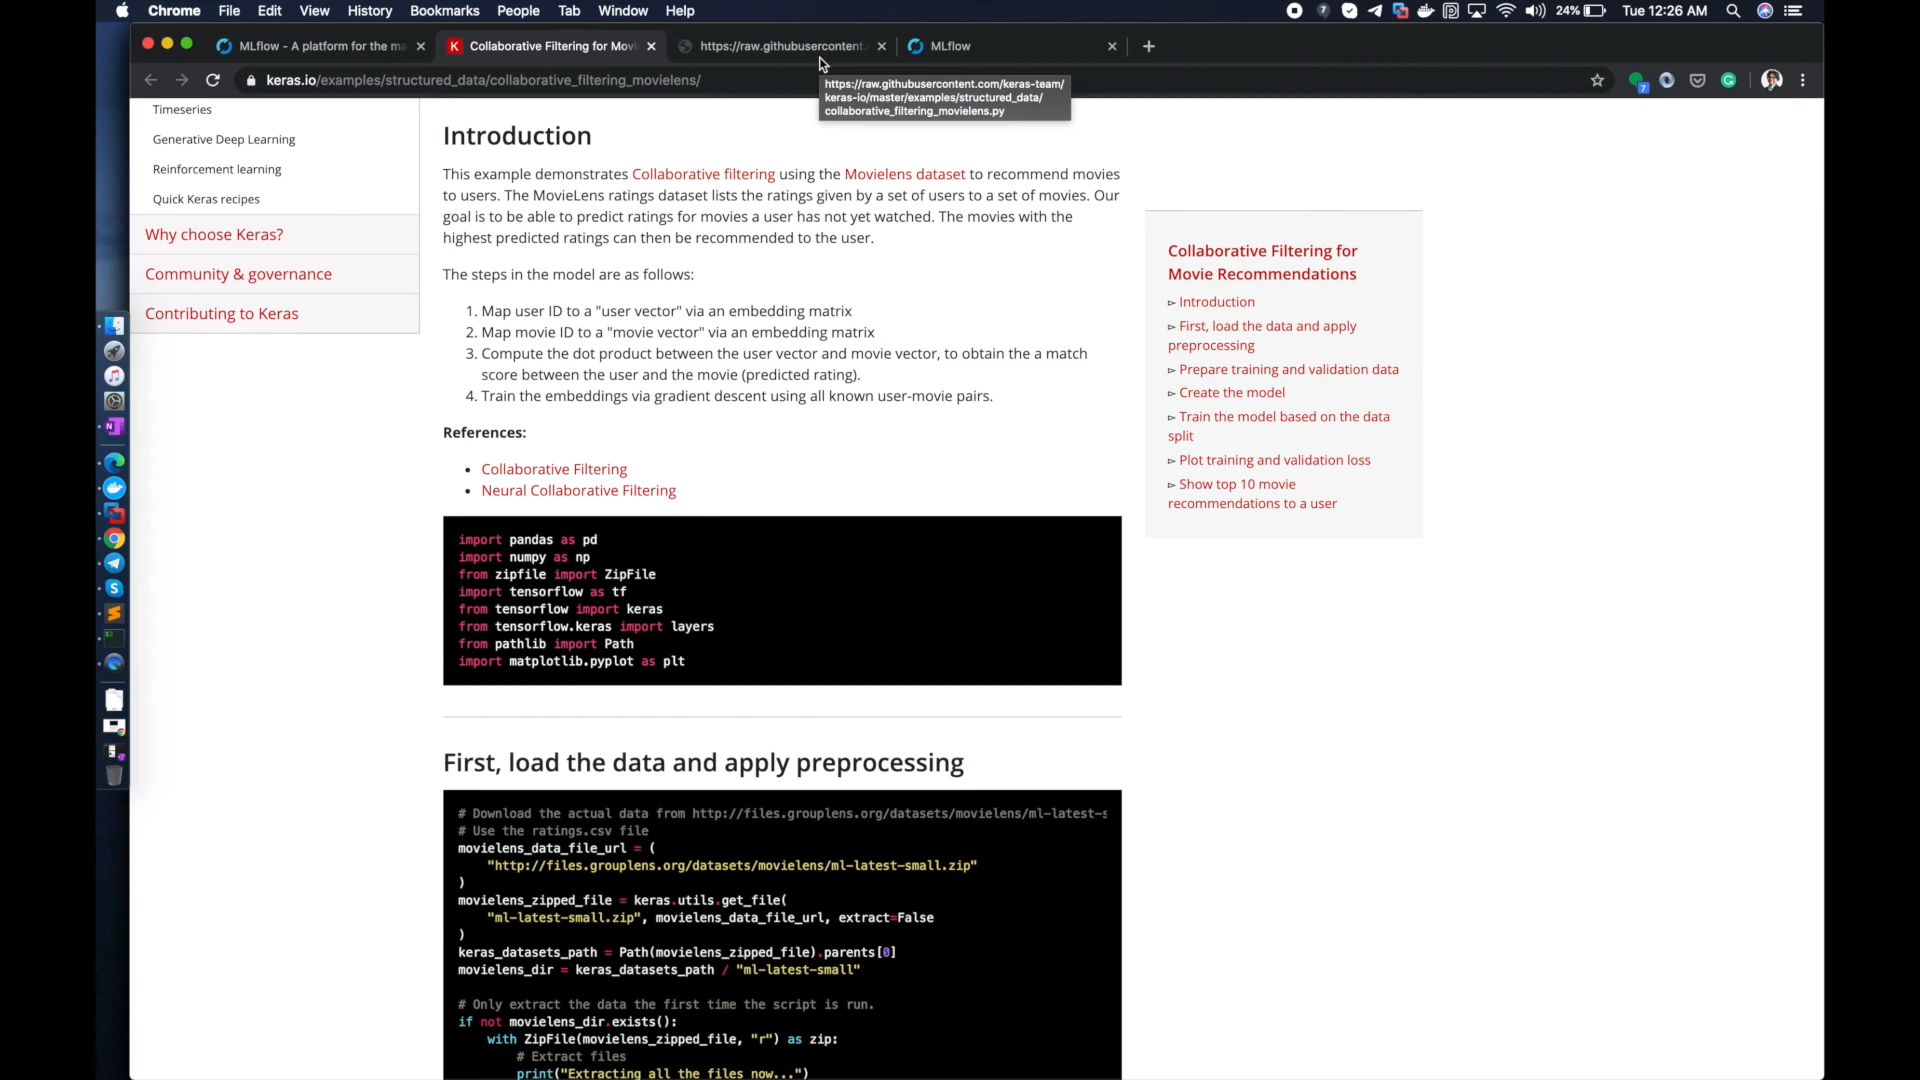 Chrome File Edit View History Bookmarks People Tab Window Help
7 24% Tue 12:26 AM
MLflow - A platform for the ma
Collaborative Filtering for Movi
https://raw.githubusercontent.
MLflow
keras.io/examples/structured_data/collaborative_filtering_movielens/
7
https://raw.githubusercontent.com/keras-team/
keras-io/master/examples/structured_data/
collaborative_filtering_movielens.py
Timeseries
Generative Deep Learning
Reinforcement learning
Quick Keras recipes
Why choose Keras?
Community & governance
Contributing to Keras
Introduction
This example demonstrates Collaborative filtering using the Movielens dataset to recommend movies
to users. The MovieLens ratings dataset lists the ratings given by a set of users to a set of movies. Our
goal is to be able to predict ratings for movies a user has not yet watched. The movies with the
highest predicted ratings can then be recommended to the user.
The steps in the model are as follows:
1. Map user ID to a "user vector" via an embedding matrix
2. Map movie ID to a "movie vector" via an embedding matrix
3. Compute the dot product between the user vector and movie vector, to obtain the a match
score between the user and the movie (predicted rating).
4. Train the embeddings via gradient descent using all known user-movie pairs.
References:
• Collaborative Filtering
• Neural Collaborative Filtering
import pandas as pd
import numpy as np
from zipfile import ZipFile
import tensorflow as tf
from tensorflow import keras
from tensorflow.keras import layers
from pathlib import Path
import matplotlib.pyplot as plt
First, load the data and apply preprocessing
# Download the actual data from http://files.grouplens.org/datasets/movielens/ml-latest-s
# Use the ratings.csv file
movielens_data_file_url = (
"http://files.grouplens.org/datasets/movielens/ml-latest-small.zip"
)
movielens_zipped_file = keras.utils.get_file(
"ml-latest-small.zip", movielens_data_file_url, extract=False
)
keras_datasets_path = Path(movielens_zipped_file).parents[0]
movielens_dir = keras_datasets_path / "ml-latest-small"
# Only extract the data the first time the script is run.
if not movielens_dir.exists():
with ZipFile(movielens_zipped_file, "r") as zip:
# Extract files
print("Extracting all the files now...")
Collaborative Filtering for
Movie Recommendations
▻ Introduction
▻ First, load the data and apply
preprocessing
▻ Prepare training and validation data
▻ Create the model
▻ Train the model based on the data
split
▻ Plot training and validation loss
▻ Show top 10 movie
recommendations to a user